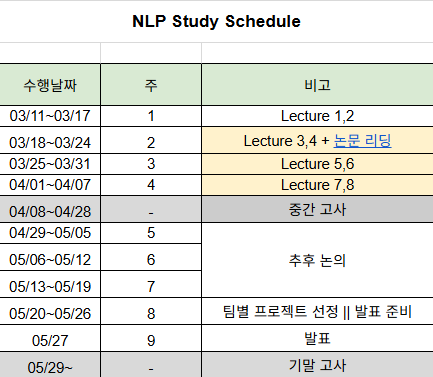 NLP Study Schedule
수행날짜 주 비고
03/11~03/17 1 Lecture 1,2
03/18~03/24 2 Lecture 3,4 + 논문 리딩
03/25~03/31 3 Lecture 5,6
04/01~04/07 4 Lecture 7,8
04/08~04/28 - 중간 고사
04/29~05/05 5
05/06~05/12 6 추후 논의
05/13~05/19 7
05/20~05/26 8 팀별 프로젝트 선정 || 발표 준비
05/27 9 발표
05/29~ - 기말 고사